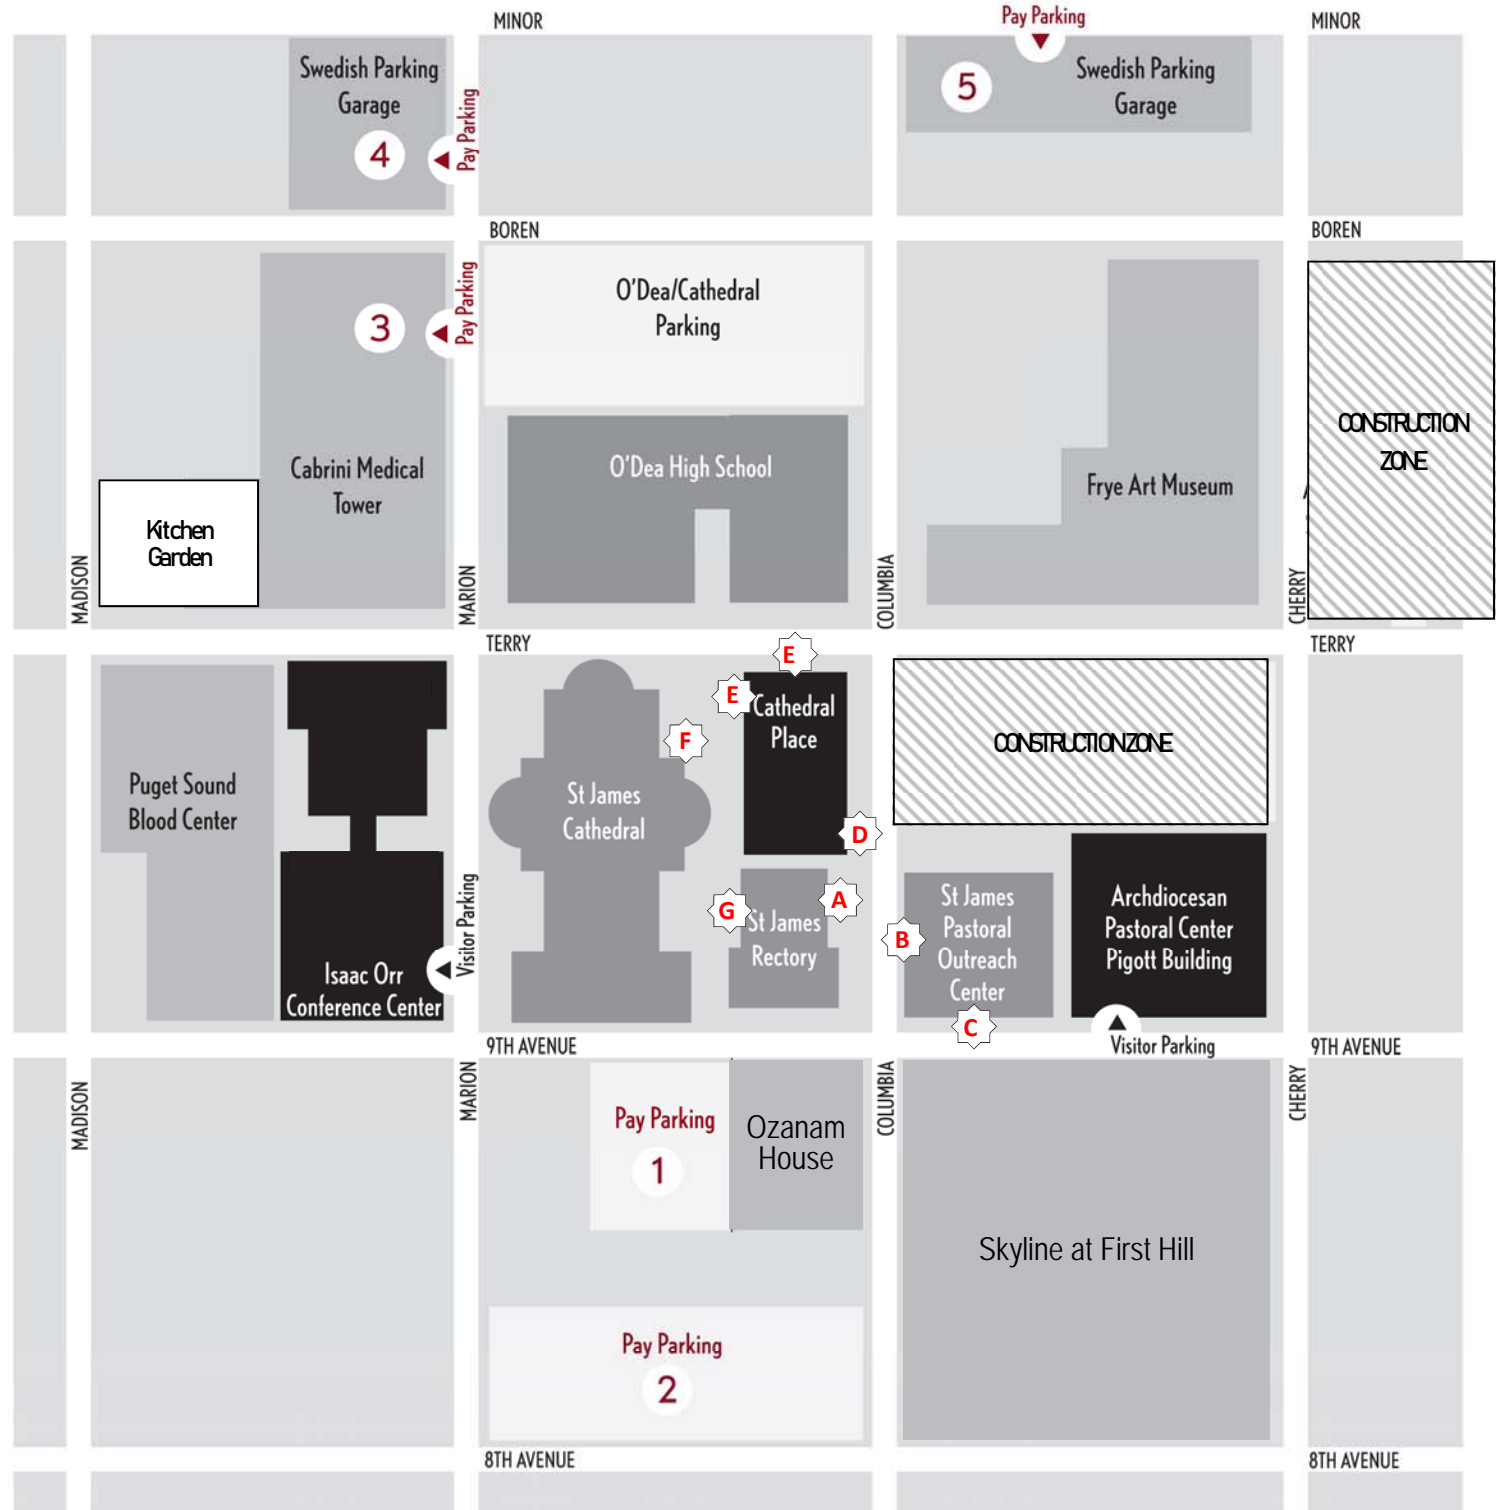 MINOR
Pay Parking
MINOR
Swedish Parking
Garage
4
Pay Parking
5
Swedish Parking
Garage
BOREN
BOREN
3
Pay Parking
O'Dea/Cathedral
Parking
CONSTRUCTION
ZONE
Cabrini Medical
Tower
O'Dea High School
Frye Art Museum
Kitchen
Garden
MADISON
MARION
COLUMBIA
CHERRY
TERRY
TERRY
E
E
Cathedral
Place
F
CONSTRUCTION ZONE
Puget Sound
Blood Center
St James
Cathedral
D
Visitor Parking
A
G
St James
Rectory
B
St James
Pastoral
Outreach
Center
C
Archdiocesan
Pastoral Center
Pigott Building
Isaac Orr
Conference Center
9TH AVENUE
Visitor Parking
9TH AVENUE
MADISON
MARION
COLUMBIA
CHERRY
Pay Parking
1
Ozanam
House
Skyline at First Hill
Pay Parking
2
8TH AVENUE
8TH AVENUE